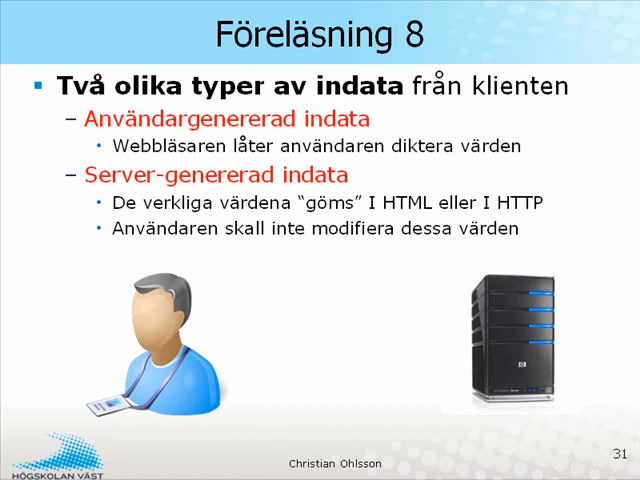 Föreläsning 8
Två olika typer av indata från klienten
– Användargenererad indata
• Webbläsaren låter användaren diktera värden
– Server-genererad indata
• De verkliga värdena “göms” I HTML eller I HTTP
• Användaren skall inte modifiera dessa värden
31
Christian Ohlsson
HÖGSKOLAN VÄST